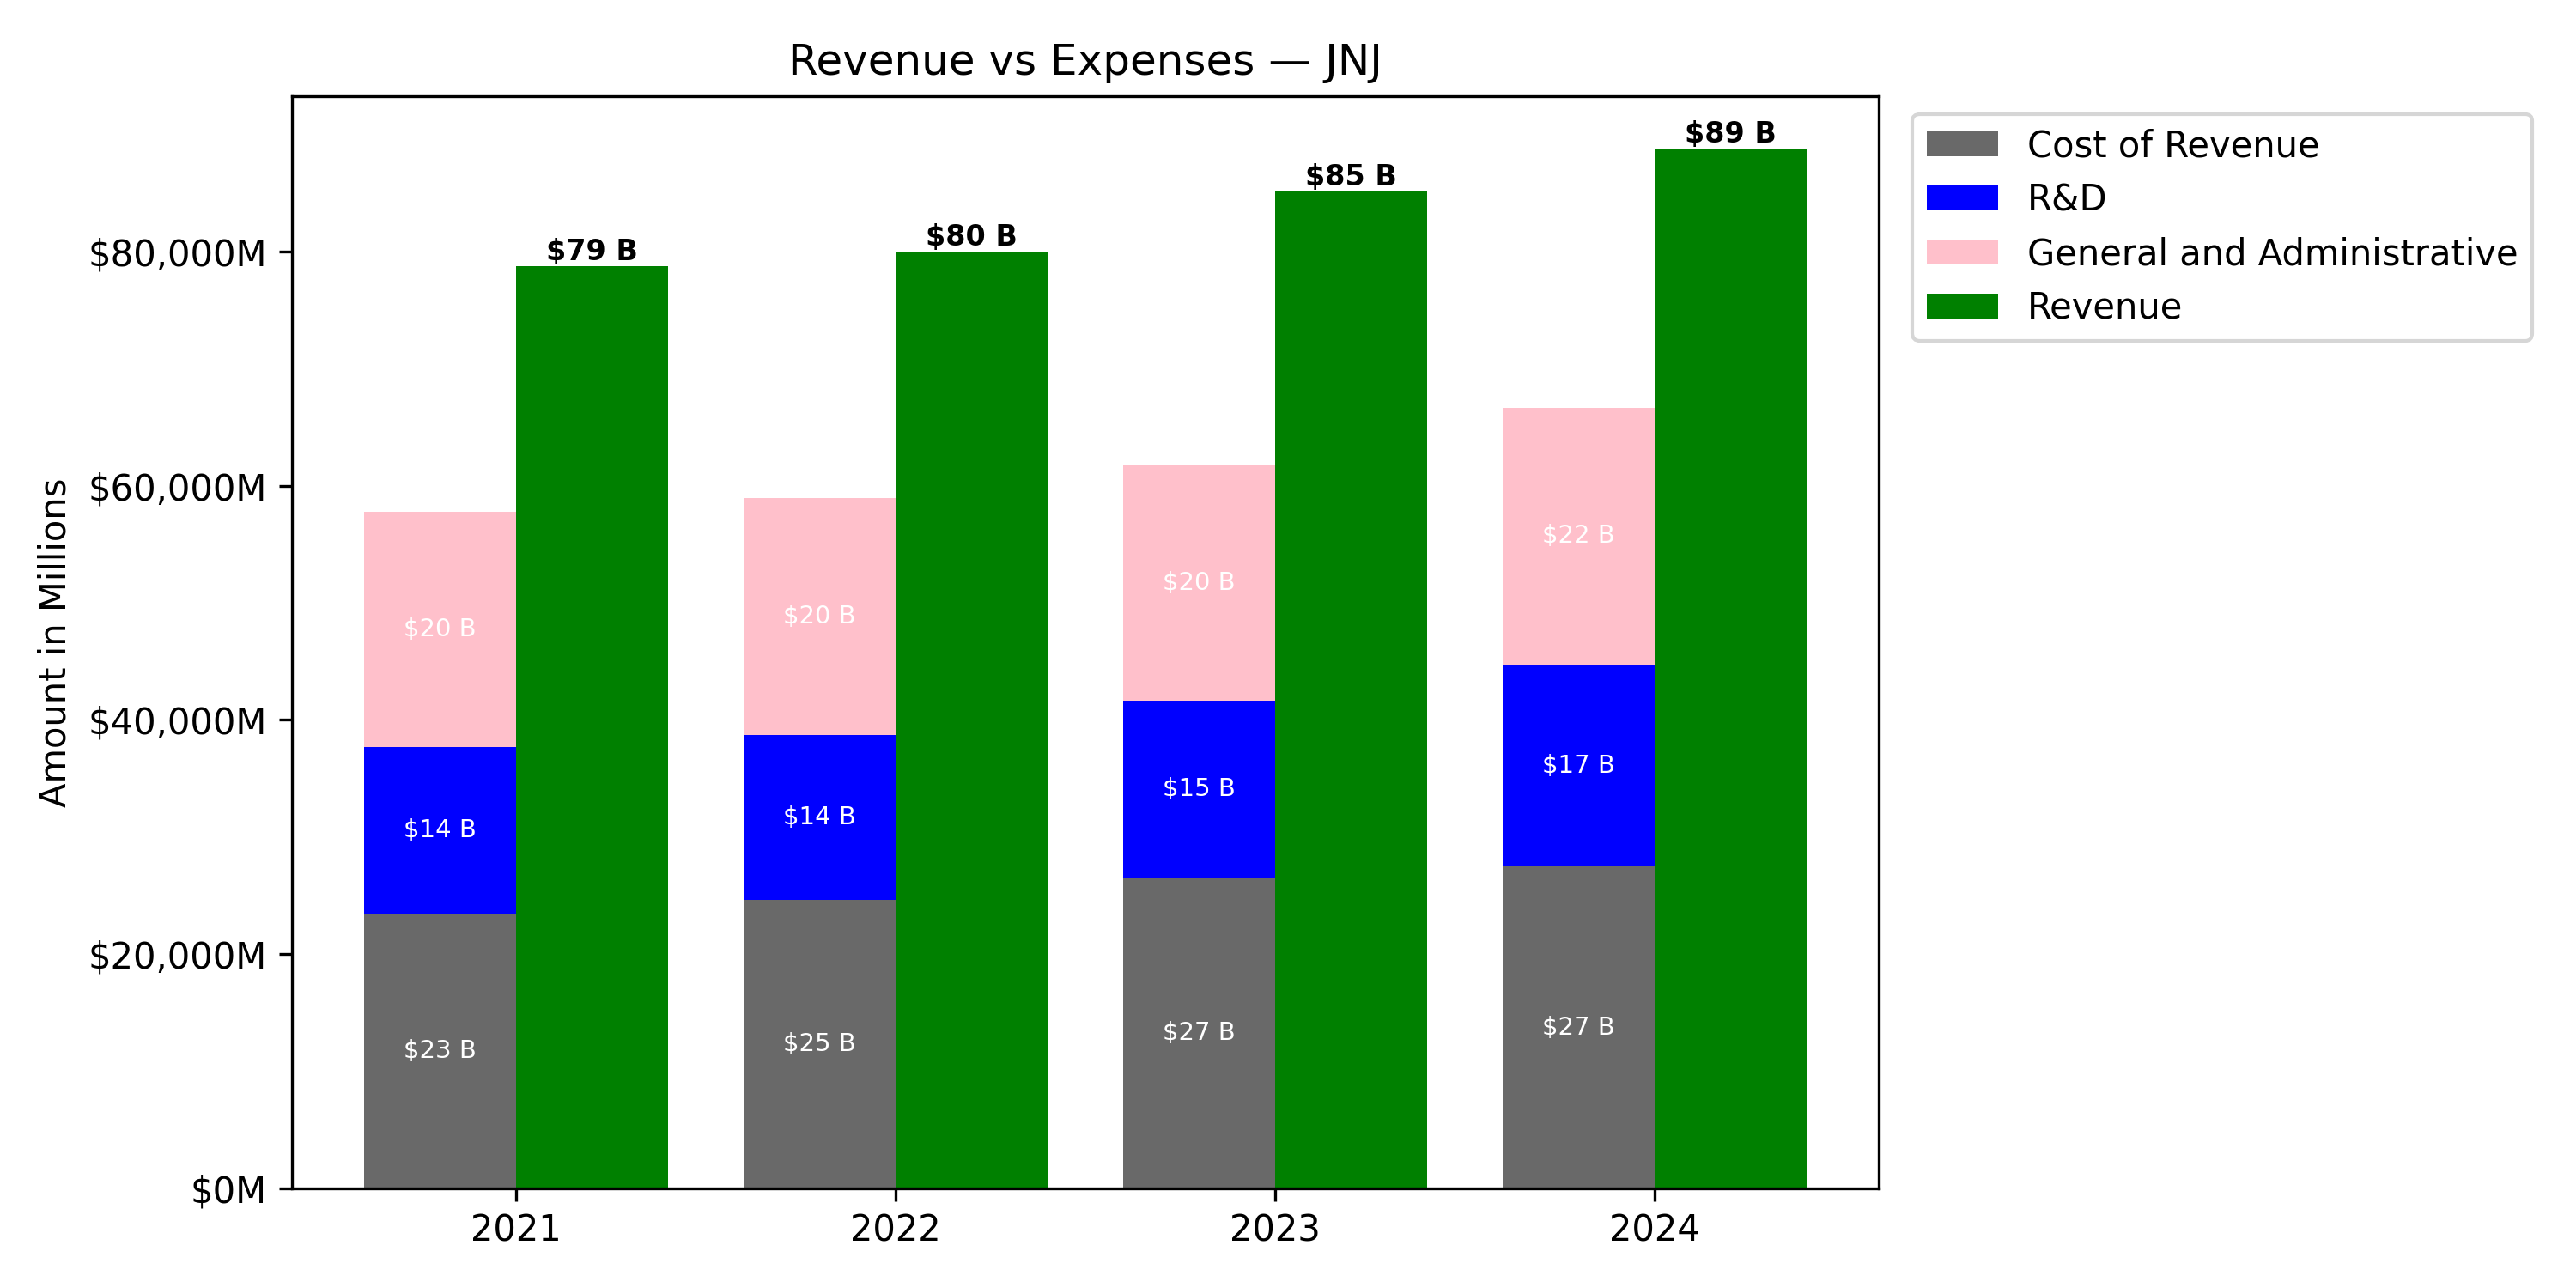 Revenue vs Expenses — JNJ
Cost of Revenue
R&D
General and Administrative
Revenue
Amount in Millions
$80,000M
$60,000M
$40,000M
$20,000M
$0M
$79 B
$80 B
$85 B
$89 B
$20 B
$20 B
$20 B
$22 B
$14 B
$14 B
$15 B
$17 B
$23 B
$25 B
$27 B
$27 B
2021
2022
2023
2024